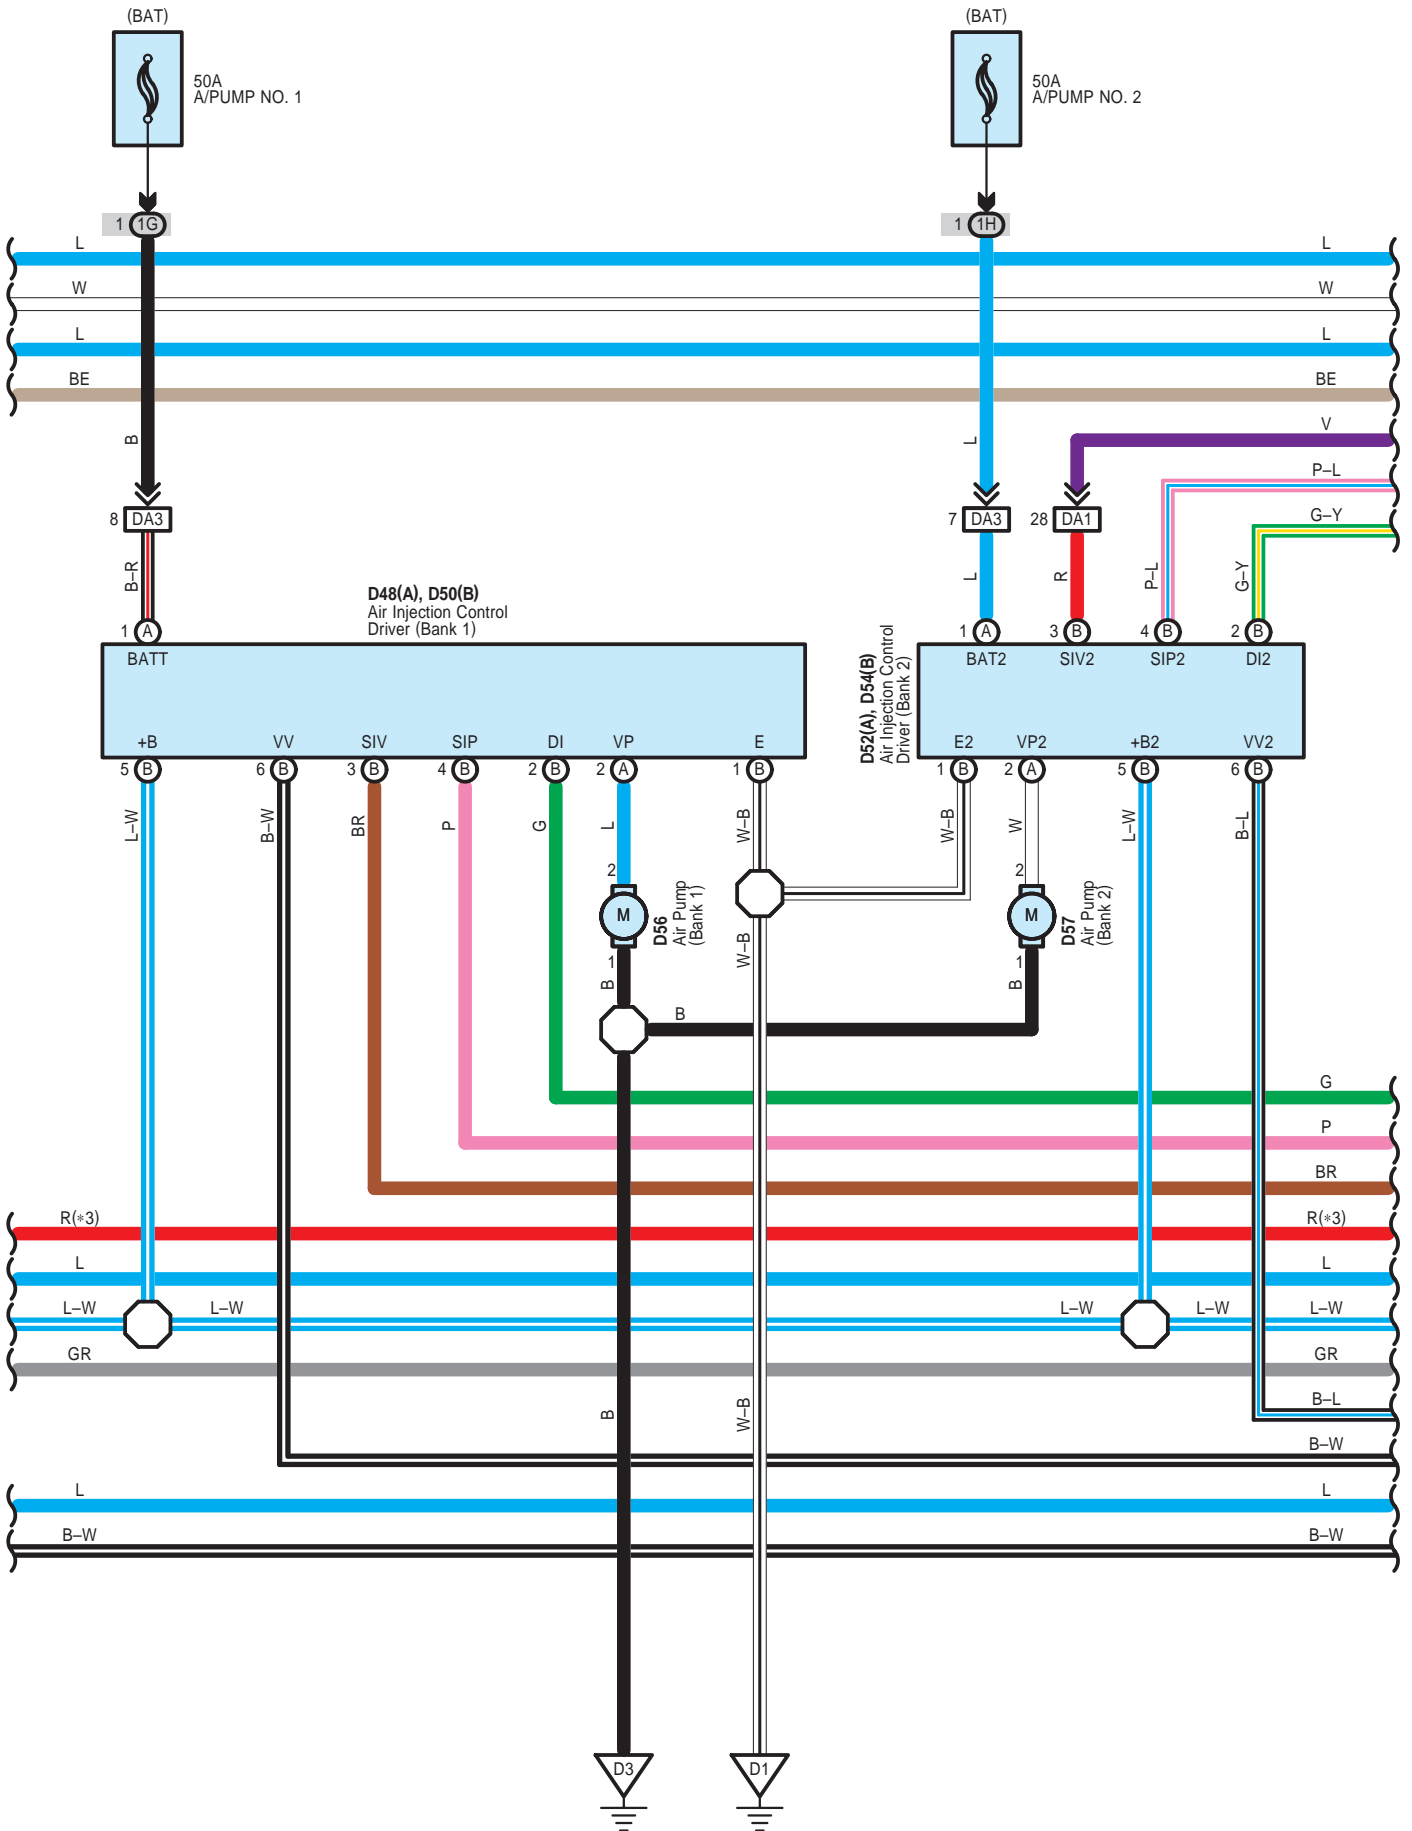 (BAT)
(BAT)
50A
A/PUMP NO. 1
50A
A/PUMP NO. 2
1 1G
1 1H
L
L
W
W
L
L
BE
BE
B
L
V
P–L
G–Y
8 DA3
7 DA3
28 DA1
B–R
L
R
P–L
G–Y
D48(A), D50(B)
Air Injection Control
Driver (Bank 1)
1 A
1 A
3 B
4 B
2 B
BATT
BAT2
SIV2
SIP2
DI2
D52(A), D54(B)
Air Injection Control
Driver (Bank 2)
+B
VV
SIV
SIP
DI
VP
E
E2
VP2
+B2
VV2
5 B
6 B
3 B
4 B
2 B
2 A
1 B
1 B
2 A
5 B
6 B
L–W
B–W
BR
P
G
L
W–B
W–B
W
L–W
B–L
2
2
M
M
D56
Air Pump
(Bank 1)
D57
Air Pump
(Bank 2)
W–B
1
1
B
B
B
G
P
BR
R(*3)
R(*3)
L
L
L–W
L–W
L–W
L–W
L–W
GR
GR
B–L
B
W–B
B–W
L
L
B–W
B–W
D3
D1